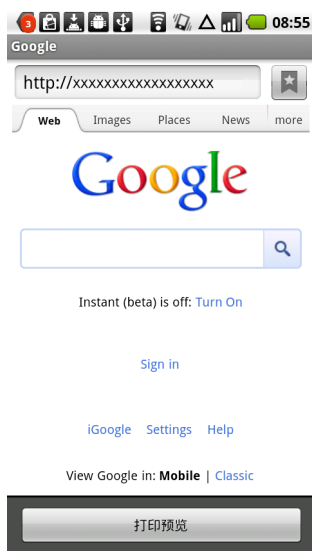 3 08:55
Google
http://xxxxxxxxxxxxxxxxxx
Web Images Places News more
Google
Instant (beta) is off: Turn On
Sign in
iGoogle Settings Help
View Google in: Mobile | Classic
打印预览